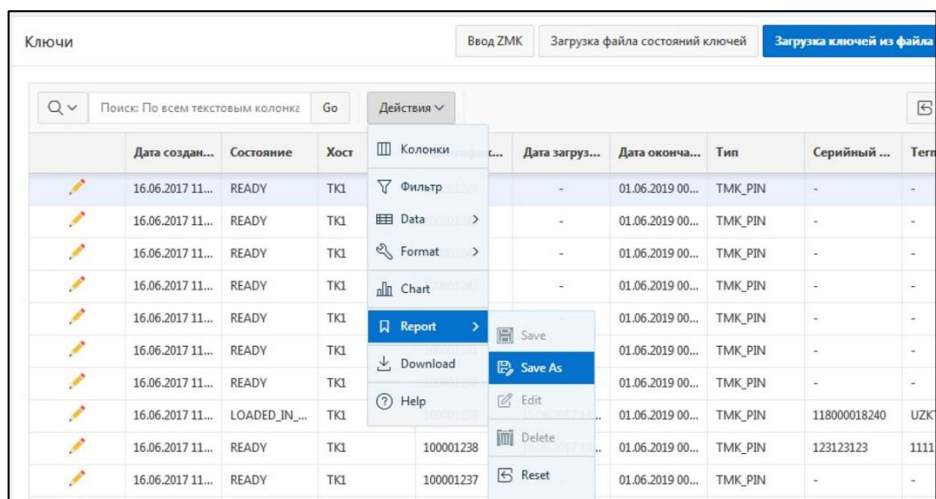 Ключи
Ввод ZMK
Загрузка файла состояний ключей
Загрузка ключей из файла
Поиск: По всем текстовым колонка
Go
Действия
Дата создан... Состояние Хост Дата загруз... Дата оконча... Тип Серийный ... Terr
16.06.2017 11... READY TK1 - 01.06.2019 00... TMK_PIN - -
16.06.2017 11... READY TK1 - 01.06.2019 00... TMK_PIN - -
16.06.2017 11... READY TK1 - 01.06.2019 00... TMK_PIN - -
16.06.2017 11... READY TK1 - 01.06.2019 00... TMK_PIN - -
16.06.2017 11... READY TK1 01.06.2019 00... TMK_PIN - -
16.06.2017 11... READY TK1 01.06.2019 00... TMK_PIN - -
16.06.2017 11... READY TK1 01.06.2019 00... TMK_PIN - -
16.06.2017 11... LOADED_IN_... TK1 01.06.2019 00... TMK_PIN 118000018240 UZKT
16.06.2017 11... READY TK1 100001238 01.06.2019 00... TMK_PIN 123123123 1111
16.06.2017 11... READY TK1 100001237 01.06.2019 00... TMK_PIN - -
Колонки
Фильтр
Data
Format
Chart
Report
Download
Help
Save
Save As
Edit
Delete
Reset